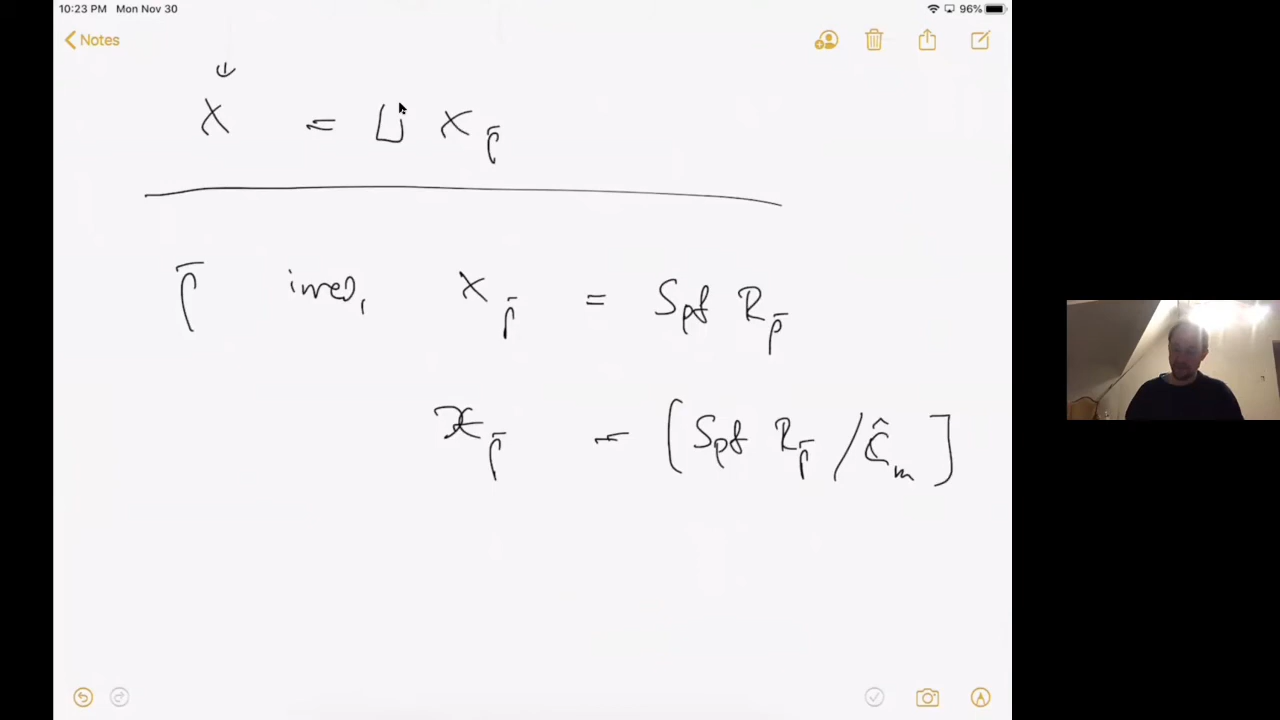 10:23 PM Mon Nov 30
96%
Notes
↓
X = ⊔ X_ρ̄
ρ̄ irred, X_ρ̄ = Spf R_ρ̄
𝒳_ρ̄ = [Spf R_ρ̄ / Ĝ_m]